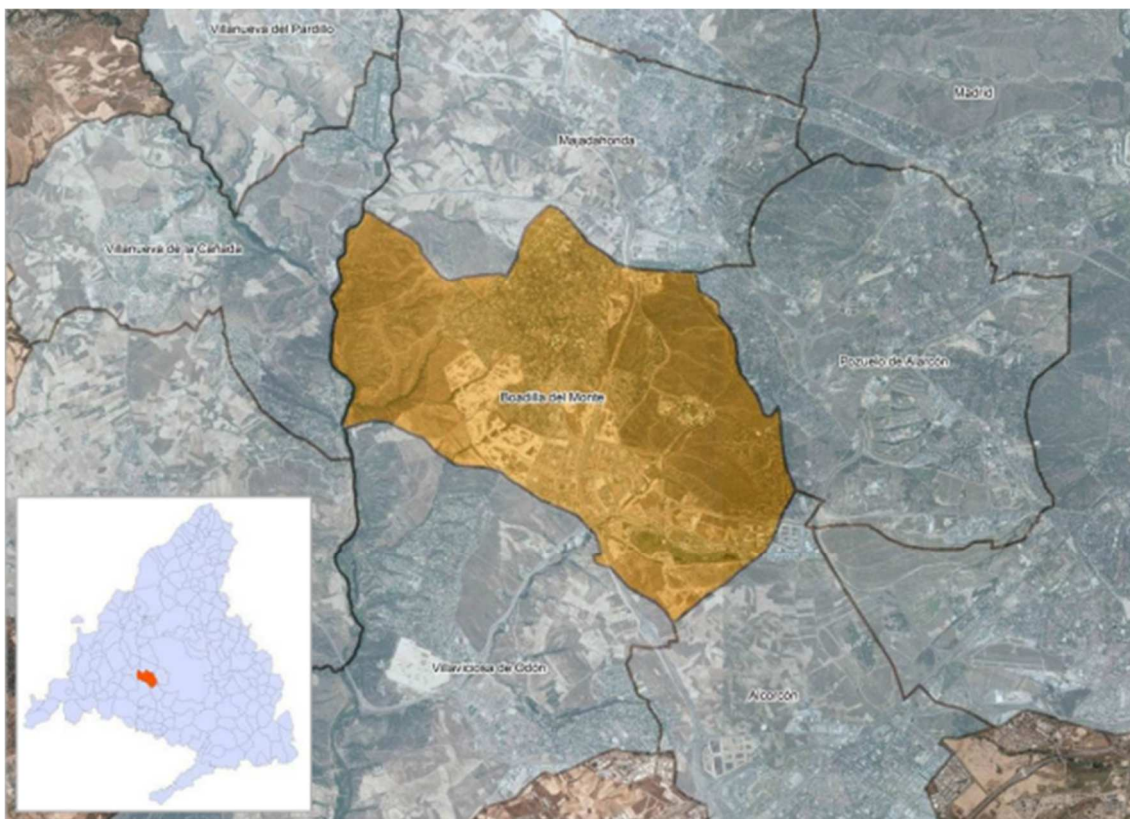 Villanueva del Pardillo
Madrid
Majadahonda
Villanueva de la Cañada
Pozuelo de Alarcón
Boadilla del Monte
Villaviciosa de Odón
Alcorcón